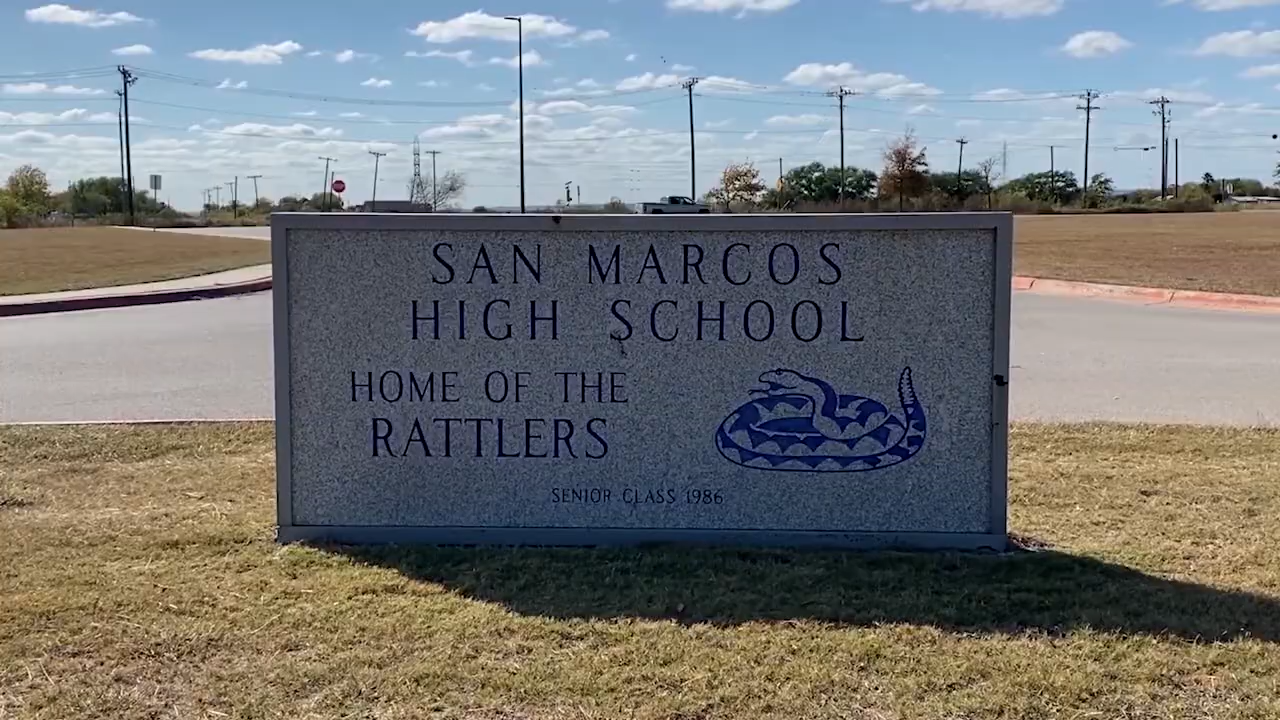 SAN MARCOS
HIGH SCHOOL
HOME OF THE
RATTLERS
SENIOR CLASS 1986